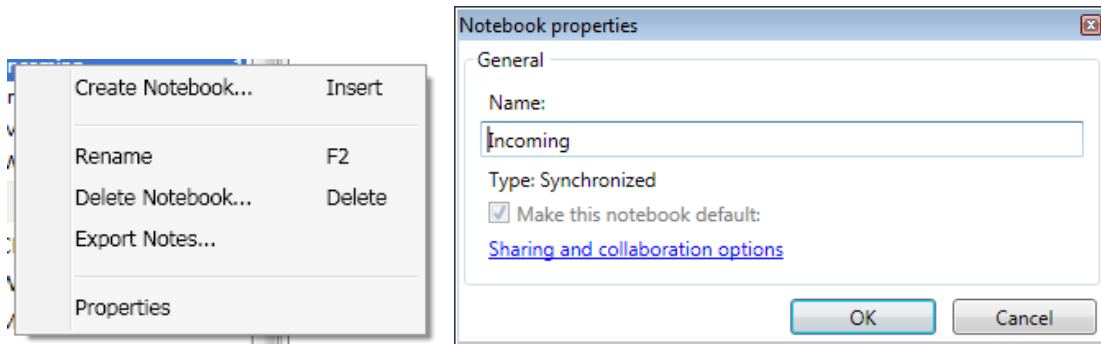 Create Notebook... Insert
Rename F2
Delete Notebook... Delete
Export Notes...
Properties
Notebook properties
General
Name:
Incoming
Type: Synchronized
Make this notebook default:
Sharing and collaboration options
OK Cancel